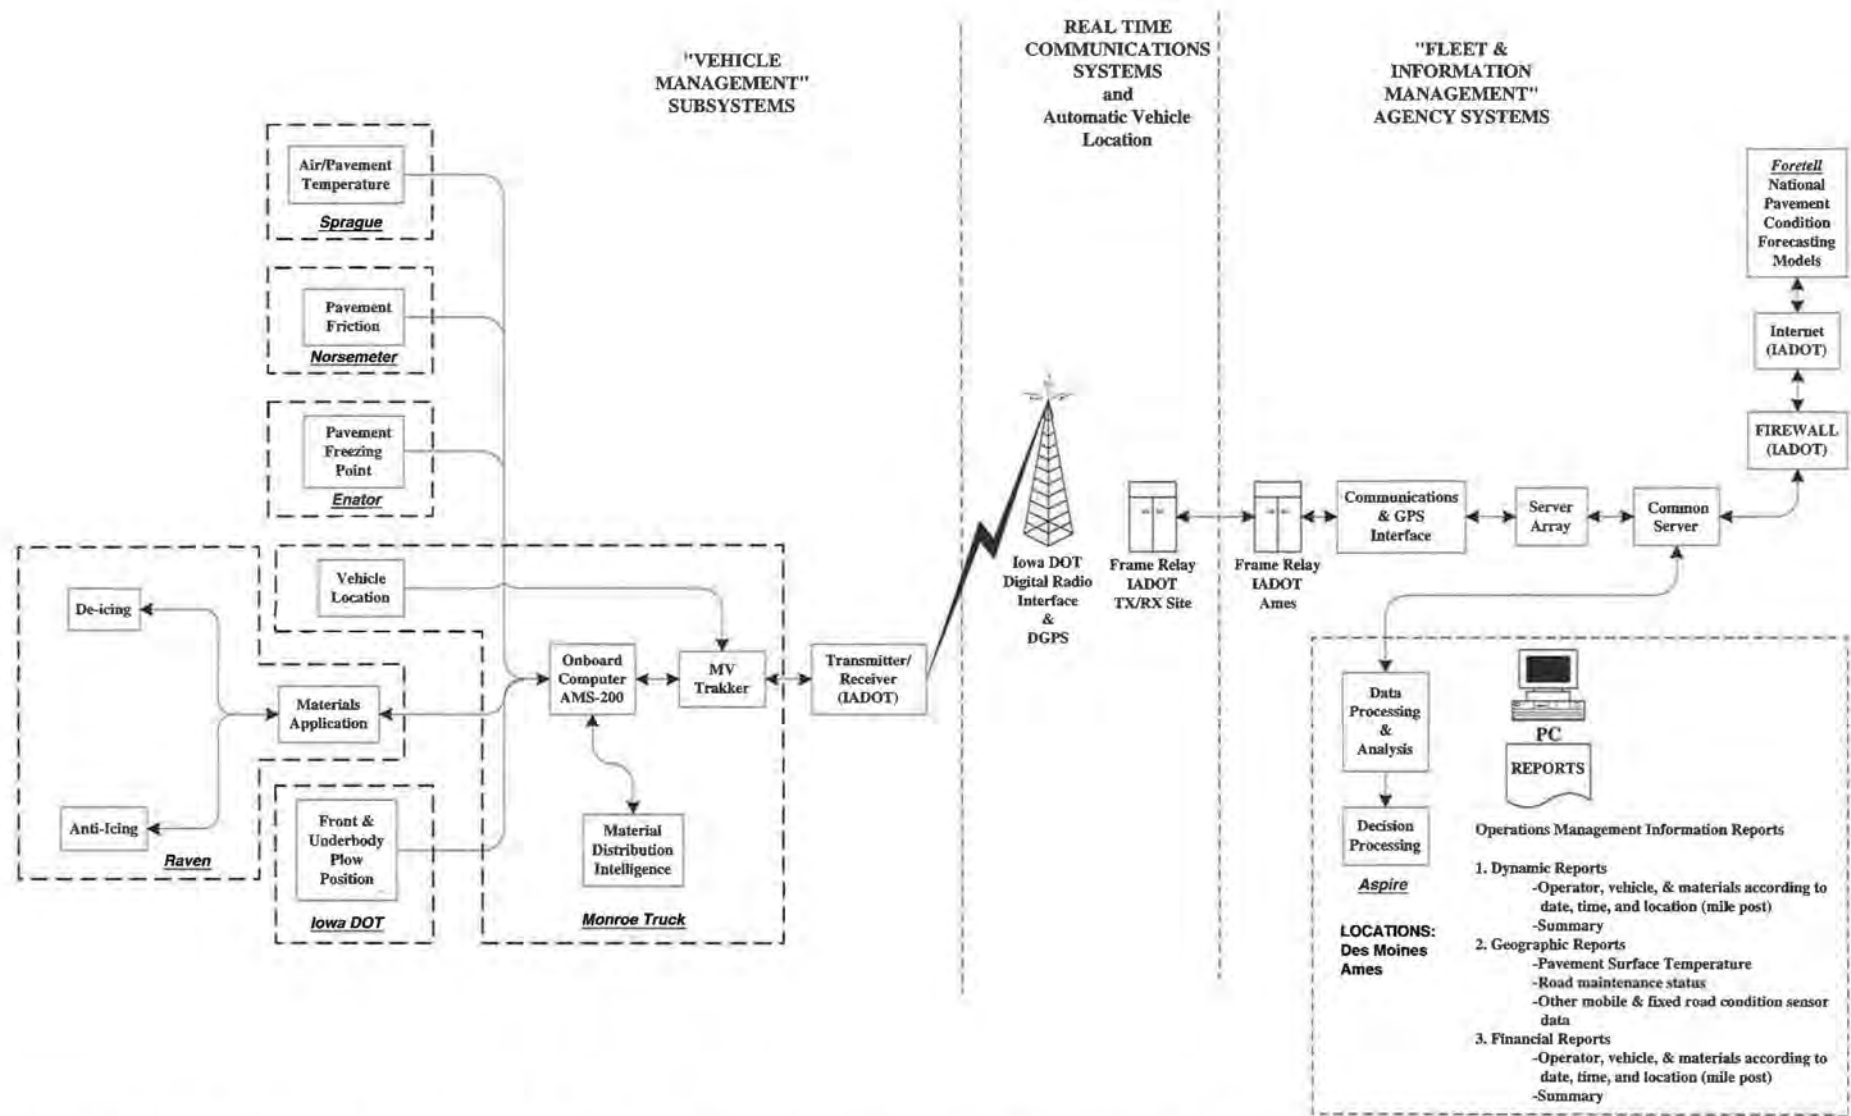 "VEHICLE
MANAGEMENT"
SUBSYSTEMS
REAL TIME
COMMUNICATIONS
SYSTEMS
and
Automatic Vehicle
Location
"FLEET &
INFORMATION
MANAGEMENT"
AGENCY SYSTEMS
Air/Pavement
Temperature
Sprague
Pavement
Friction
Norsemeter
Pavement
Freezing
Point
Enator
Vehicle
Location
De-icing
Materials
Application
Anti-Icing
Raven
Front &
Underbody
Plow
Position
Iowa DOT
Onboard
Computer
AMS-200
MV
Trakker
Material
Distribution
Intelligence
Monroe Truck
Transmitter/
Receiver
(IADOT)
Iowa DOT
Digital Radio
Interface
&
DGPS
Frame Relay
IADOT
TX/RX Site
Frame Relay
IADOT
Ames
Communications
& GPS
Interface
Server
Array
Common
Server
Foretell
National
Pavement
Condition
Forecasting
Models
Internet
(IADOT)
FIREWALL
(IADOT)
Data
Processing
&
Analysis
Decision
Processing
Aspire
LOCATIONS:
Des Moines
Ames
PC
REPORTS
Operations Management Information Reports
1. Dynamic Reports
-Operator, vehicle, & materials according to
date, time, and location (mile post)
-Summary
2. Geographic Reports
-Pavement Surface Temperature
-Road maintenance status
-Other mobile & fixed road condition sensor
data
3. Financial Reports
-Operator, vehicle, & materials according to
date, time, and location (mile post)
-Summary